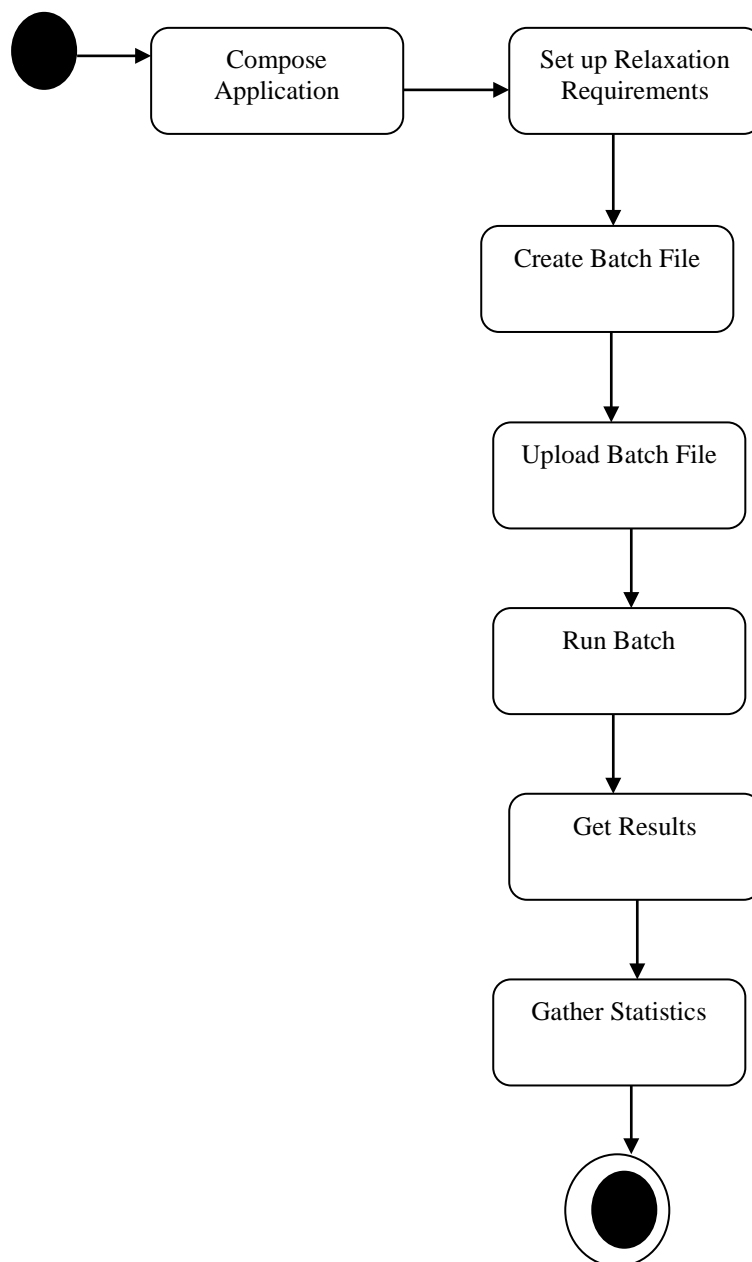 Compose
Application
Set up Relaxation
Requirements
Create Batch File
Upload Batch File
Run Batch
Get Results
Gather Statistics